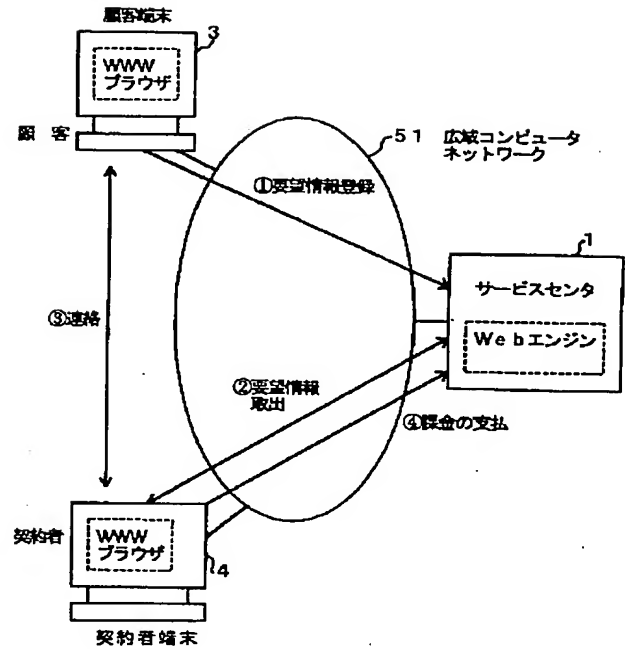 顧客端末
3
WWW
ブラウザ
顧 客
51
広域コンピュータ
ネットワーク
①要望情報登録
1
サービスセンタ
Webエンジン
③連絡
②要望情報
取出
④課金の支払
契約者
WWW
ブラウザ
4
契約者端末